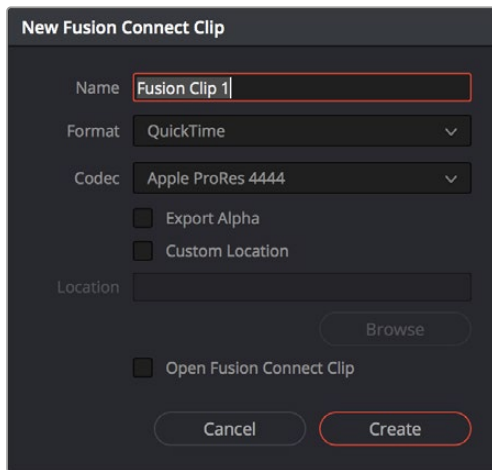 New Fusion Connect Clip
Name Fusion Clip 1
Format QuickTime
Codec Apple ProRes 4444
Export Alpha
Custom Location
Location
Browse
Open Fusion Connect Clip
Cancel Create